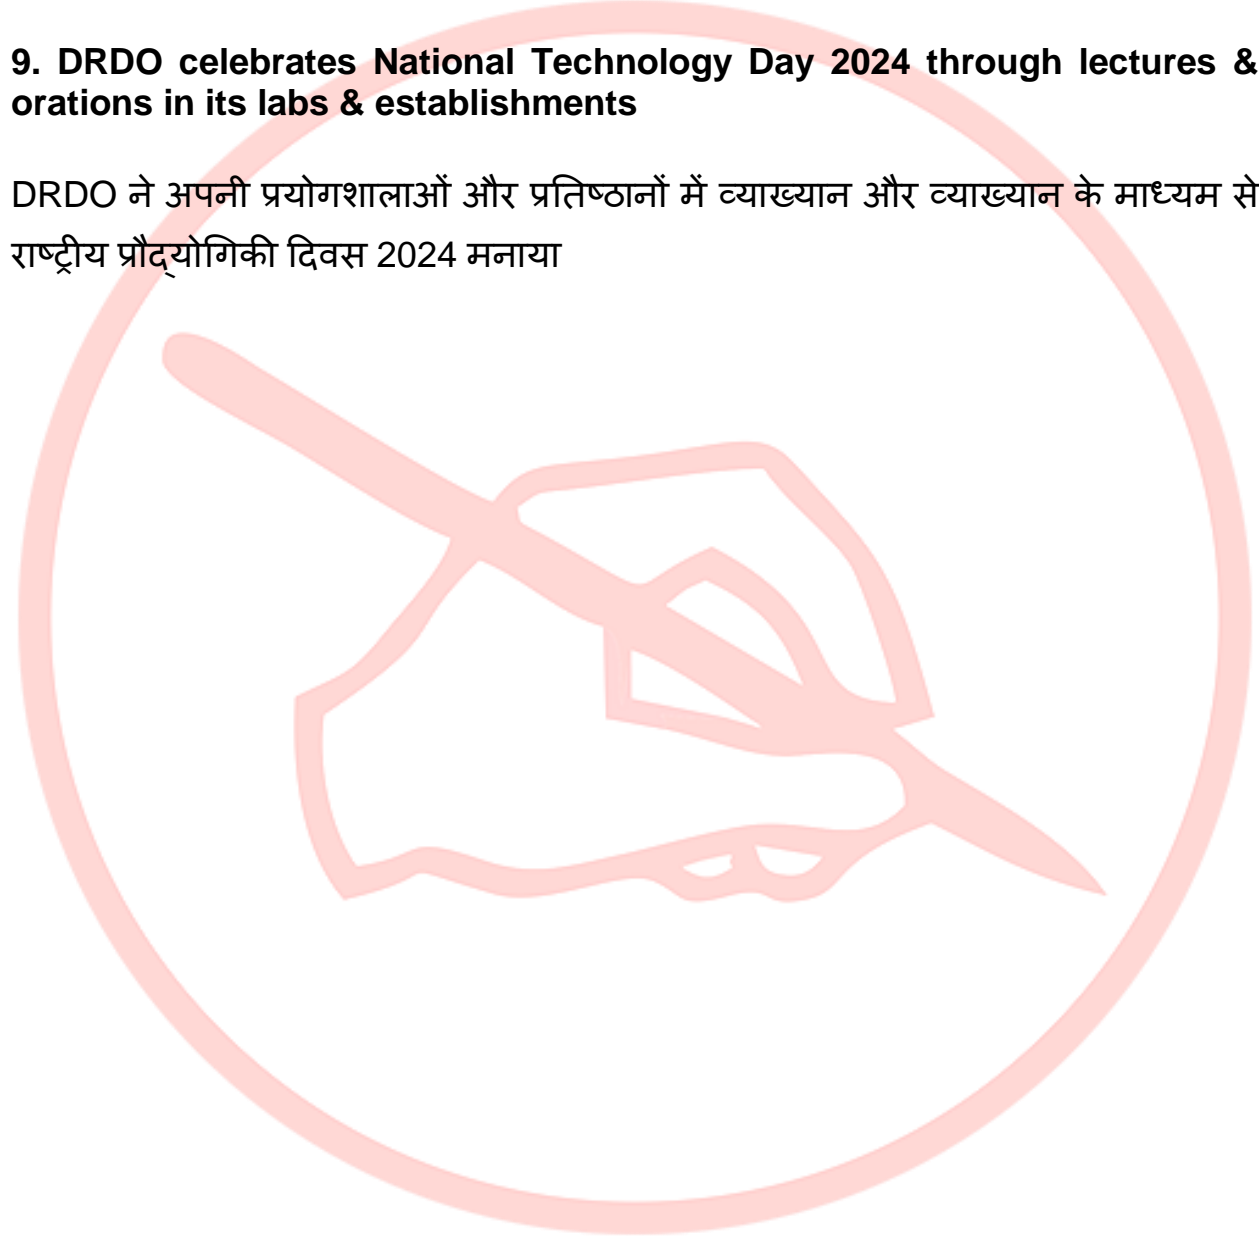 9. DRDO celebrates National Technology Day 2024 through lectures &
orations in its labs & establishments
DRDO ने अपनी प्रयोगशालाओं और प्रतिष्ठानों में व्याख्यान और व्याख्यान के माध्यम से
राष्ट्रीय प्रौद्योगिकी दिवस 2024 मनाया